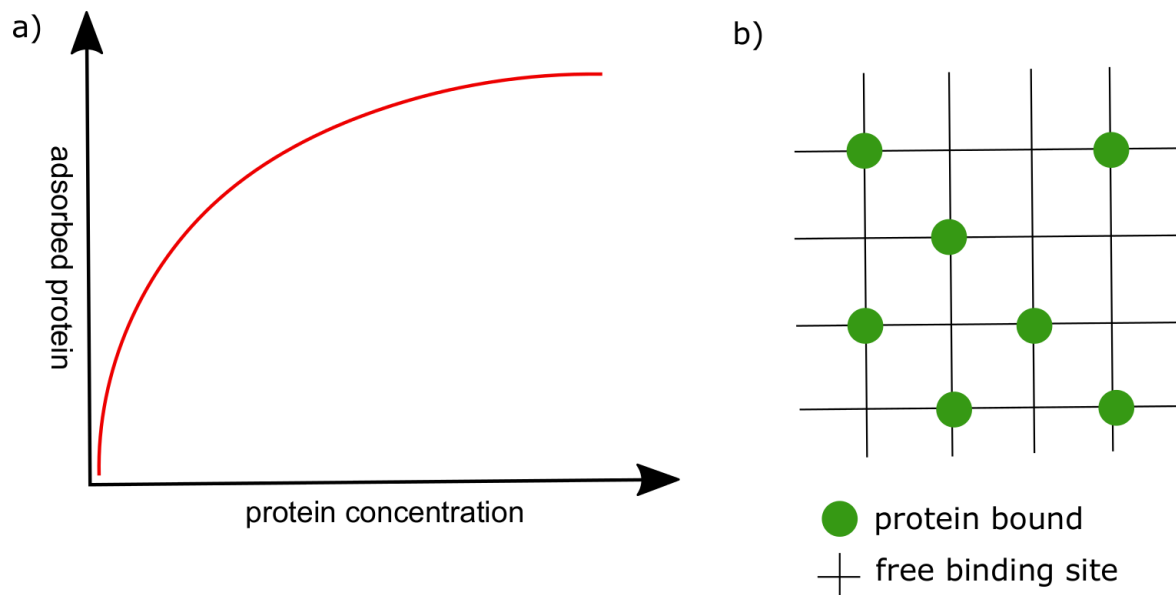 a)
adsorbed protein
protein concentration
b)
protein bound
free binding site